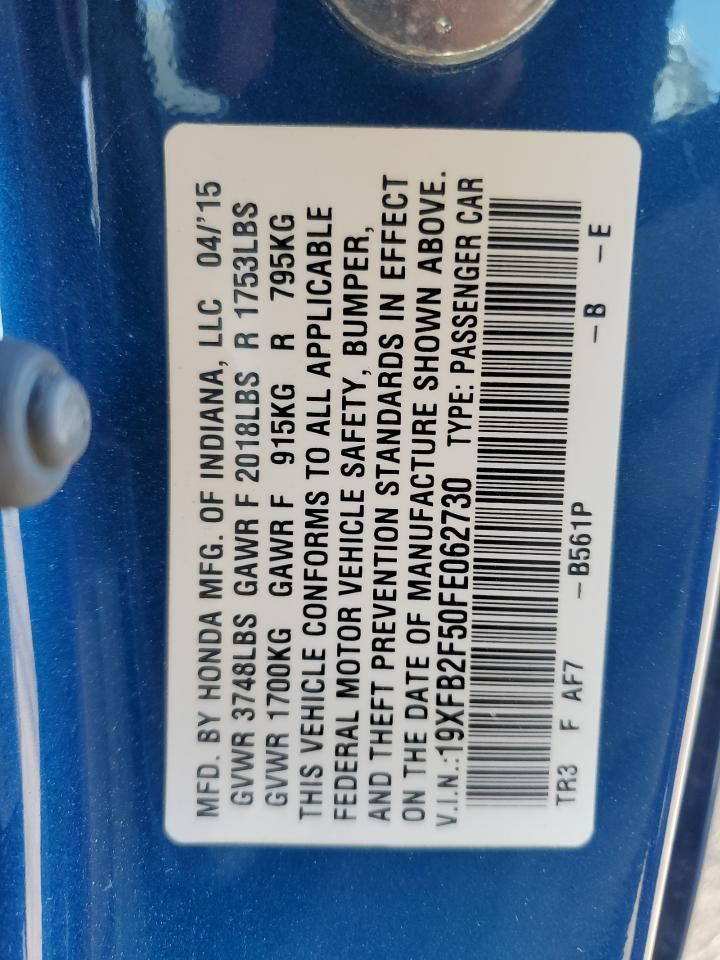 MFD. BY HONDA MFG. OF INDIANA, LLC 04/'15
GVWR 3748LBS GAWR F 2018LBS R 1753LBS
GVWR 1700KG GAWR F 915KG R 795KG
THIS VEHICLE CONFORMS TO ALL APPLICABLE
FEDERAL MOTOR VEHICLE SAFETY, BUMPER,
AND THEFT PREVENTION STANDARDS IN EFFECT
ON THE DATE OF MANUFACTURE SHOWN ABOVE.
V.I.N.:19XFB2F50FE062730 TYPE: PASSENGER CAR
TR3 F AF7 – B561P – B – E